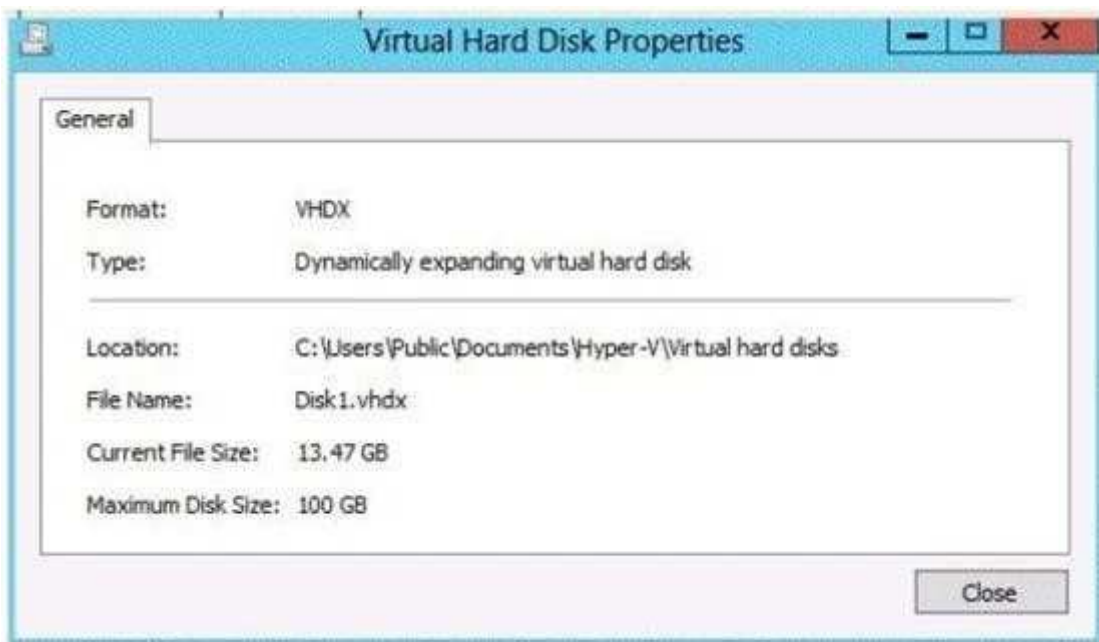 Virtual Hard Disk Properties
General
Format: VHDX
Type: Dynamically expanding virtual hard disk
Location: C:\Users\Public\Documents\Hyper-V\Virtual hard disks
File Name: Disk1.vhdx
Current File Size: 13.47 GB
Maximum Disk Size: 100 GB
Close